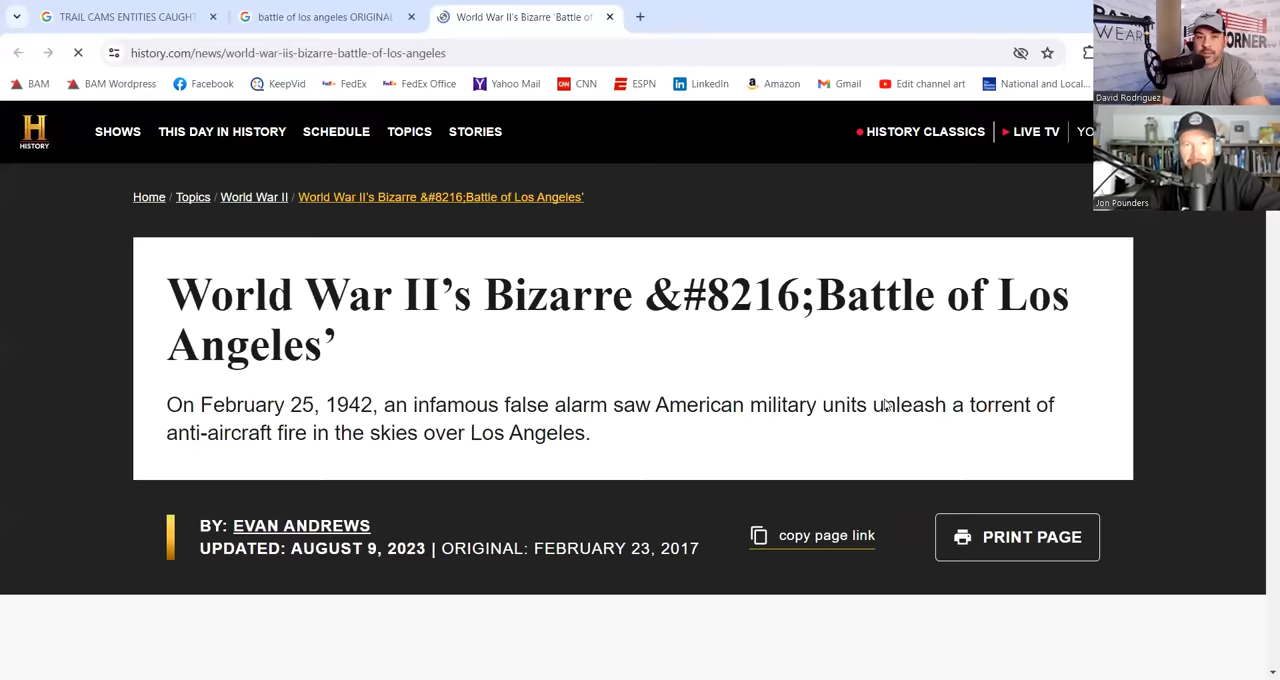 TRAIL CAMS ENTITIES CAUGHT
battle of los angeles ORIGINAL
World War II's Bizarre 'Battle of
history.com/news/world-war-iis-bizarre-battle-of-los-angeles
BAM
BAM Wordpress
Facebook
KeepVid
FedEx
FedEx Office
Yahoo Mail
CNN
ESPN
LinkedIn
Amazon
Gmail
Edit channel art
National and Local...
WEAR
CORNER
David Rodriguez
Jon Pounders
H
HISTORY
SHOWS
THIS DAY IN HISTORY
SCHEDULE
TOPICS
STORIES
HISTORY CLASSICS
LIVE TV
YO
Home / Topics / World War II / World War II's Bizarre &#8216;Battle of Los Angeles'
World War II’s Bizarre &#8216;Battle of Los
Angeles’
On February 25, 1942, an infamous false alarm saw American military units unleash a torrent of
anti-aircraft fire in the skies over Los Angeles.
BY: EVAN ANDREWS
UPDATED: AUGUST 9, 2023 | ORIGINAL: FEBRUARY 23, 2017
copy page link
PRINT PAGE